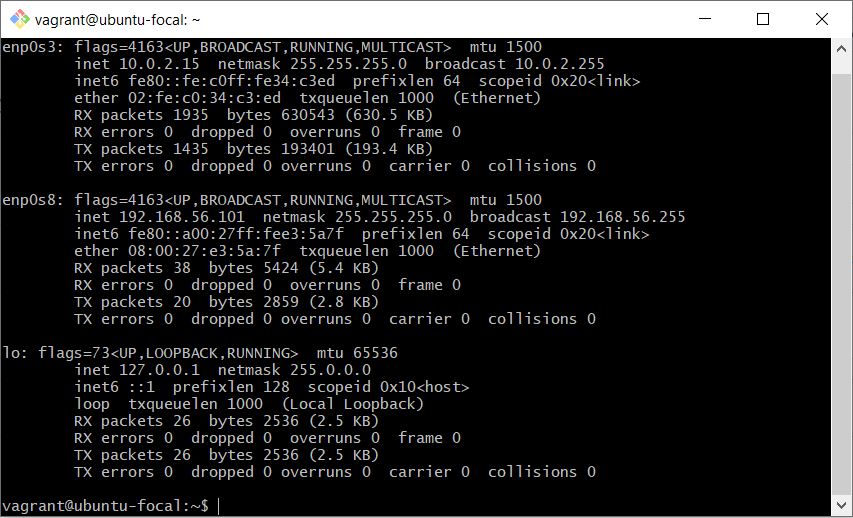 vagrant@ubuntu-focal: ~
enp0s3: flags=4163<UP,BROADCAST,RUNNING,MULTICAST>  mtu 1500
        inet 10.0.2.15  netmask 255.255.255.0  broadcast 10.0.2.255
        inet6 fe80::fe:c0ff:fe34:c3ed  prefixlen 64  scopeid 0x20<link>
        ether 02:fe:c0:34:c3:ed  txqueuelen 1000  (Ethernet)
        RX packets 1935  bytes 630543 (630.5 KB)
        RX errors 0  dropped 0  overruns 0  frame 0
        TX packets 1435  bytes 193401 (193.4 KB)
        TX errors 0  dropped 0 overruns 0  carrier 0  collisions 0
enp0s8: flags=4163<UP,BROADCAST,RUNNING,MULTICAST>  mtu 1500
        inet 192.168.56.101  netmask 255.255.255.0  broadcast 192.168.56.255
        inet6 fe80::a00:27ff:fee3:5a7f  prefixlen 64  scopeid 0x20<link>
        ether 08:00:27:e3:5a:7f  txqueuelen 1000  (Ethernet)
        RX packets 38  bytes 5424 (5.4 KB)
        RX errors 0  dropped 0  overruns 0  frame 0
        TX packets 20  bytes 2859 (2.8 KB)
        TX errors 0  dropped 0 overruns 0  carrier 0  collisions 0
lo: flags=73<UP,LOOPBACK,RUNNING>  mtu 65536
        inet 127.0.0.1  netmask 255.0.0.0
        inet6 ::1  prefixlen 128  scopeid 0x10<host>
        loop  txqueuelen 1000  (Local Loopback)
        RX packets 26  bytes 2536 (2.5 KB)
        RX errors 0  dropped 0  overruns 0  frame 0
        TX packets 26  bytes 2536 (2.5 KB)
        TX errors 0  dropped 0 overruns 0  carrier 0  collisions 0
vagrant@ubuntu-focal:~$